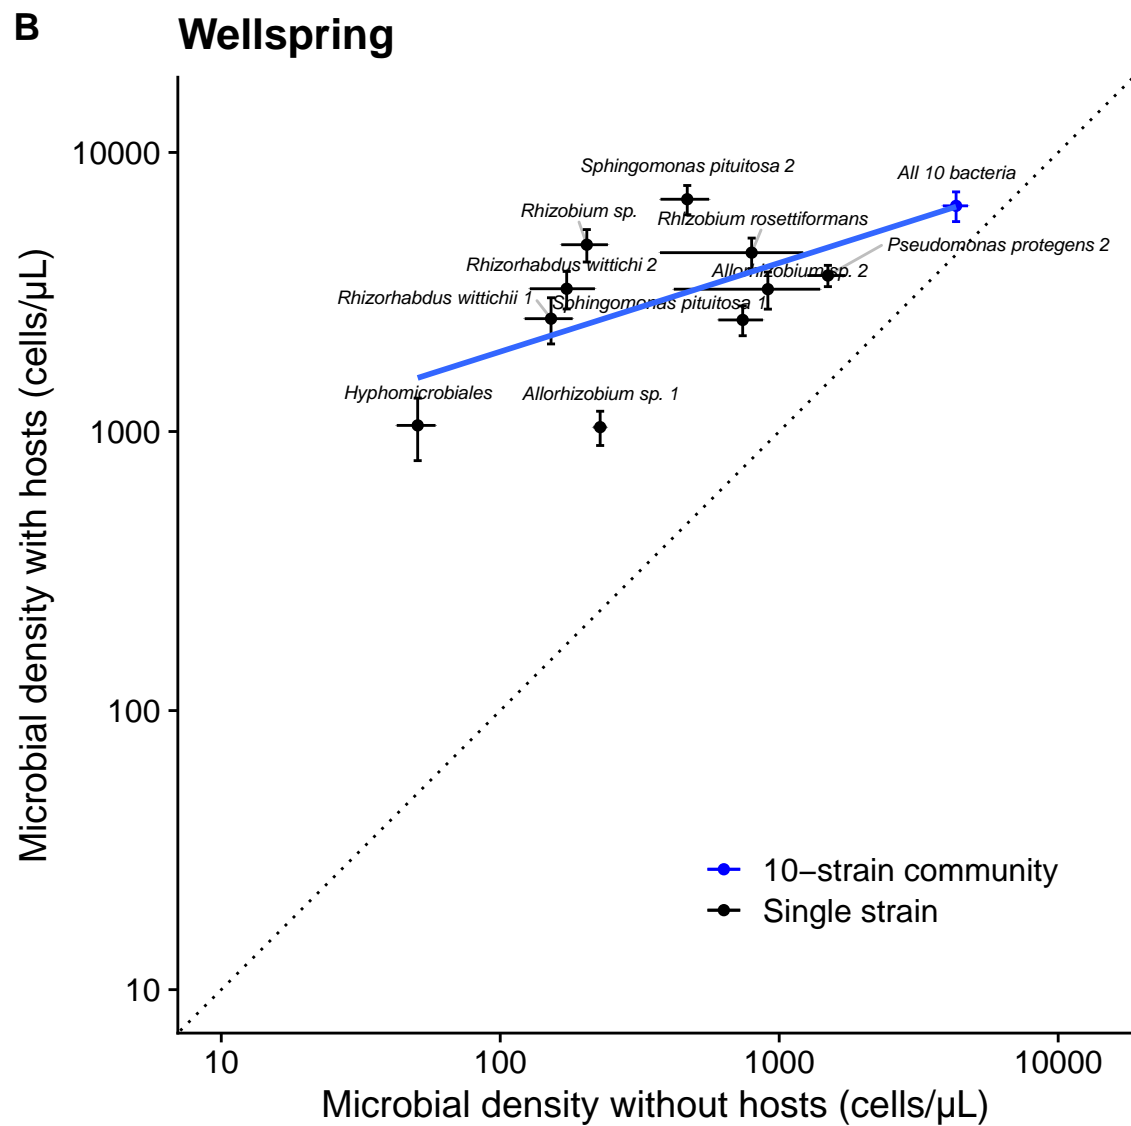 B
Wellspring
10000
1000
100
10
Microbial density with hosts (cells/µL)
Sphingomonas pituitosa 2
All 10 bacteria
Rhizobium sp.
Rhizobium rosettiformans
Pseudomonas protegens 2
Rhizorhabdus wittichi 2
Allorhizobium sp. 2
Rhizorhabdus wittichii 1
Sphingomonas pituitosa 1
Hyphomicrobiales
Allorhizobium sp. 1
10−strain community
Single strain
10
100
1000
10000
Microbial density without hosts (cells/µL)